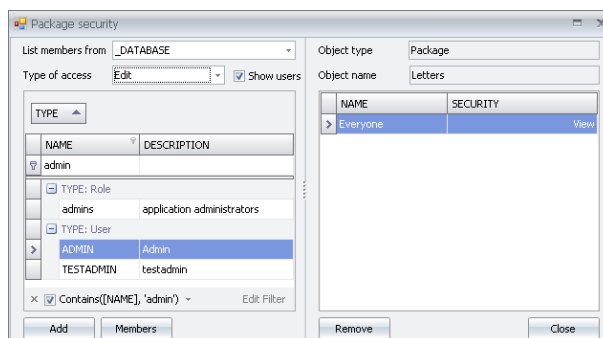 Package security
List members from _DATABASE
Type of access Edit Show users
TYPE
NAME DESCRIPTION
admin
TYPE: Role
admins application administrators
TYPE: User
ADMIN Admin
TESTADMIN testadmin
Contains([NAME], 'admin') Edit Filter
Add Members
Object type Package
Object name Letters
NAME SECURITY
Everyone View
Remove Close